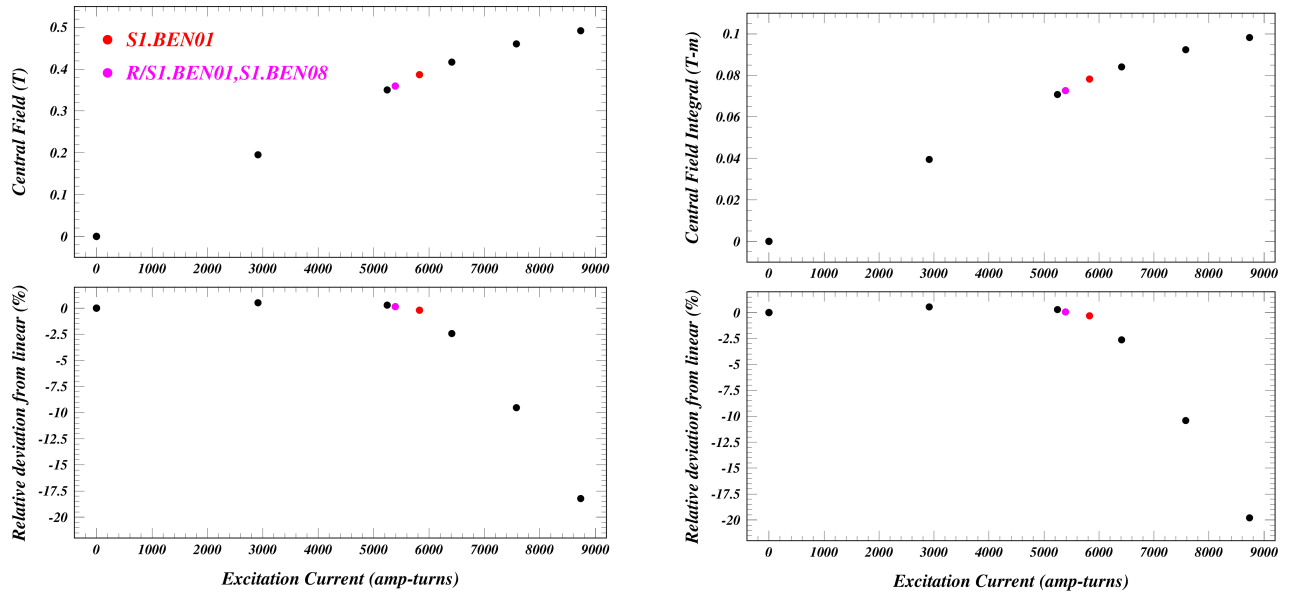 Central Field (T)
0.5
0.4
0.3
0.2
0.1
0
S1.BEN01
R/S1.BEN01,S1.BEN08
0 1000 2000 3000 4000 5000 6000 7000 8000 9000
Relative deviation from linear (%)
0
-2.5
-5
-7.5
-10
-12.5
-15
-17.5
-20
0 1000 2000 3000 4000 5000 6000 7000 8000 9000
Excitation Current (amp-turns)
Central Field Integral (T-m)
0.1
0.08
0.06
0.04
0.02
0
0 1000 2000 3000 4000 5000 6000 7000 8000 9000
Relative deviation from linear (%)
0
-2.5
-5
-7.5
-10
-12.5
-15
-17.5
-20
0 1000 2000 3000 4000 5000 6000 7000 8000 9000
Excitation Current (amp-turns)